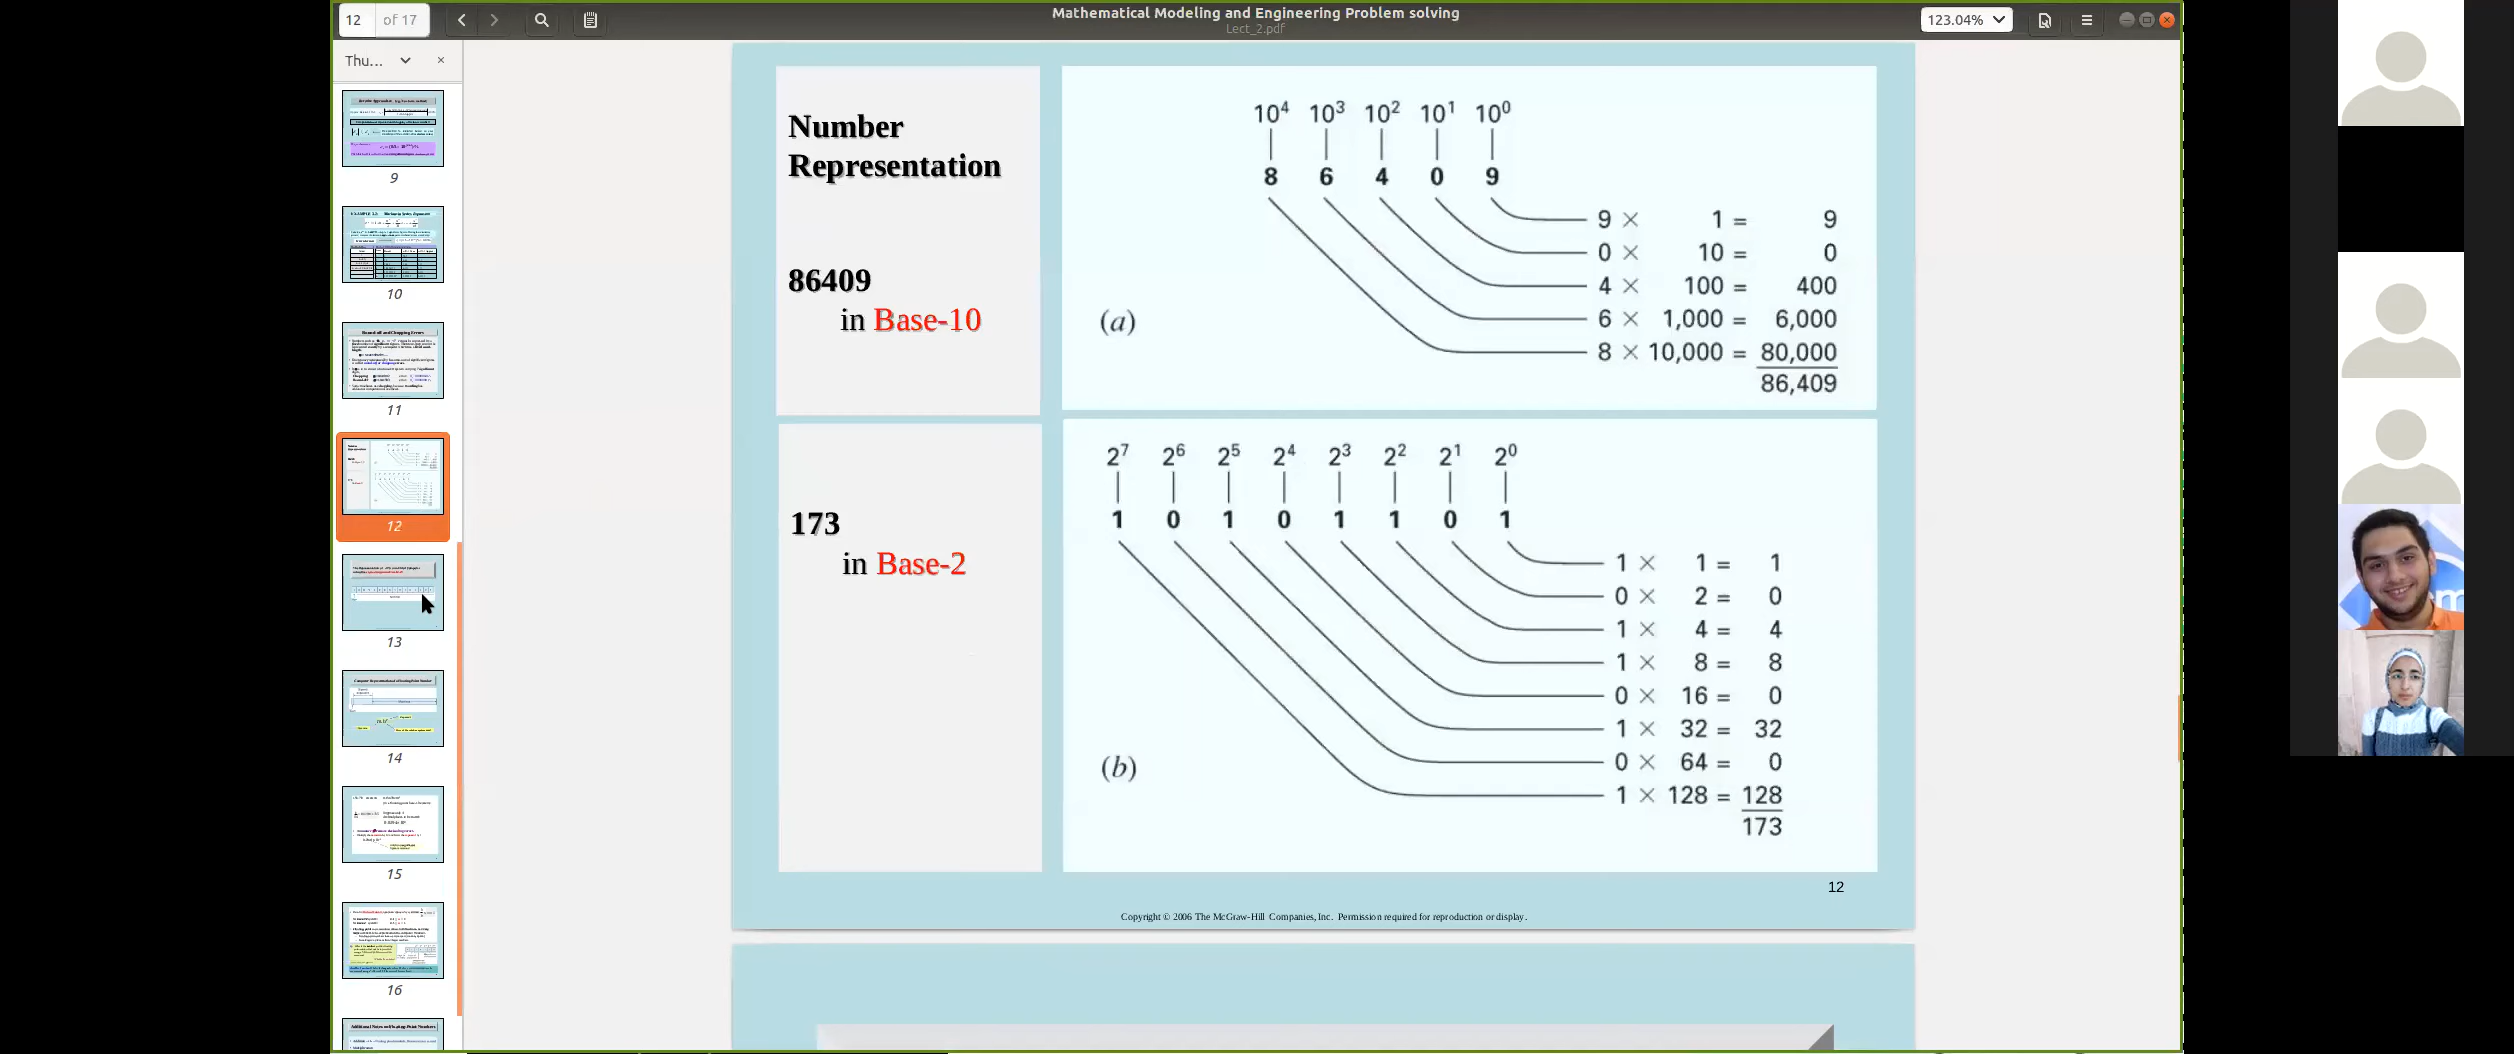 12 of 17
Mathematical Modeling and Engineering Problem solving
Lect_2.pdf
123.04%
Thu...
9
10
11
12
13
14
15
16
Number
Representation
86409
in Base-10
10⁴ 10³ 10² 10¹ 10⁰
8 6 4 0 9
9 × 1 = 9
0 × 10 = 0
4 × 100 = 400
6 × 1,000 = 6,000
8 × 10,000 = 80,000
86,409
(a)
173
in Base-2
2⁷ 2⁶ 2⁵ 2⁴ 2³ 2² 2¹ 2⁰
1 0 1 0 1 1 0 1
1 × 1 = 1
0 × 2 = 0
1 × 4 = 4
1 × 8 = 8
0 × 16 = 0
1 × 32 = 32
0 × 64 = 0
1 × 128 = 128
173
(b)
12
Copyright © 2006 The McGraw-Hill Companies, Inc. Permission required for reproduction or display.